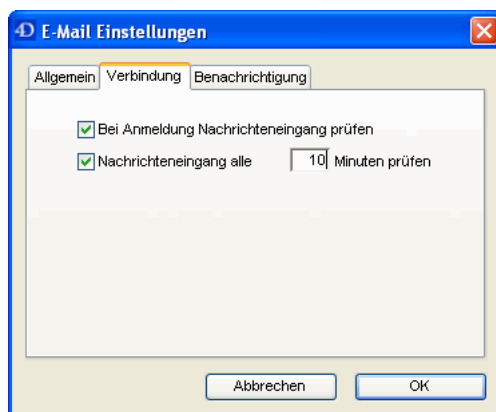 4D E-Mail Einstellungen
Allgemein Verbindung Benachrichtigung
Bei Anmeldung Nachrichteneingang prüfen
Nachrichteneingang alle 10 Minuten prüfen
Abbrechen OK